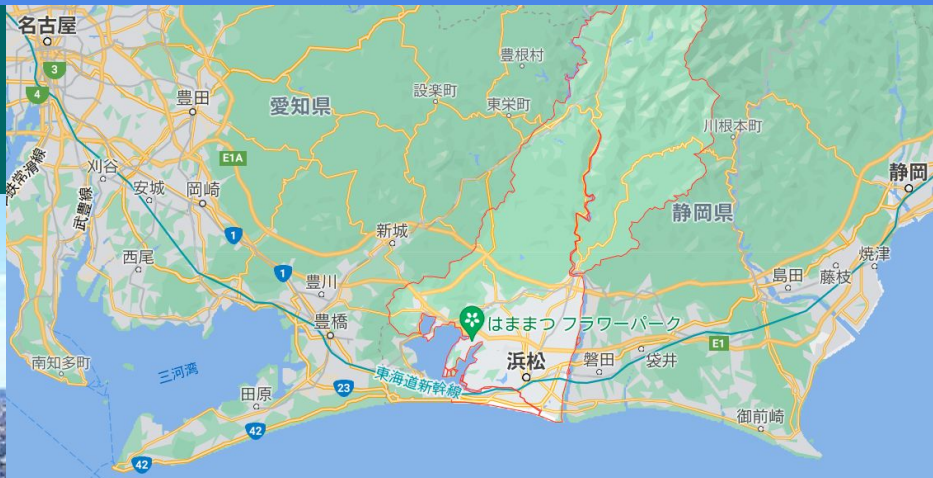 名古屋
3
4
豊根村
設楽町
東栄町
豊田
愛知県
川根本町
E1A
刈谷
鉄常滑線
武豊線
安城
岡崎
静岡
静岡県
1
新城
西尾
1
豊川
焼津
藤枝
島田
豊橋
はままつ フラワーパーク
E1
南知多町
三河湾
浜松
磐田
袋井
東海道新幹線
23
田原
御前崎
42
42